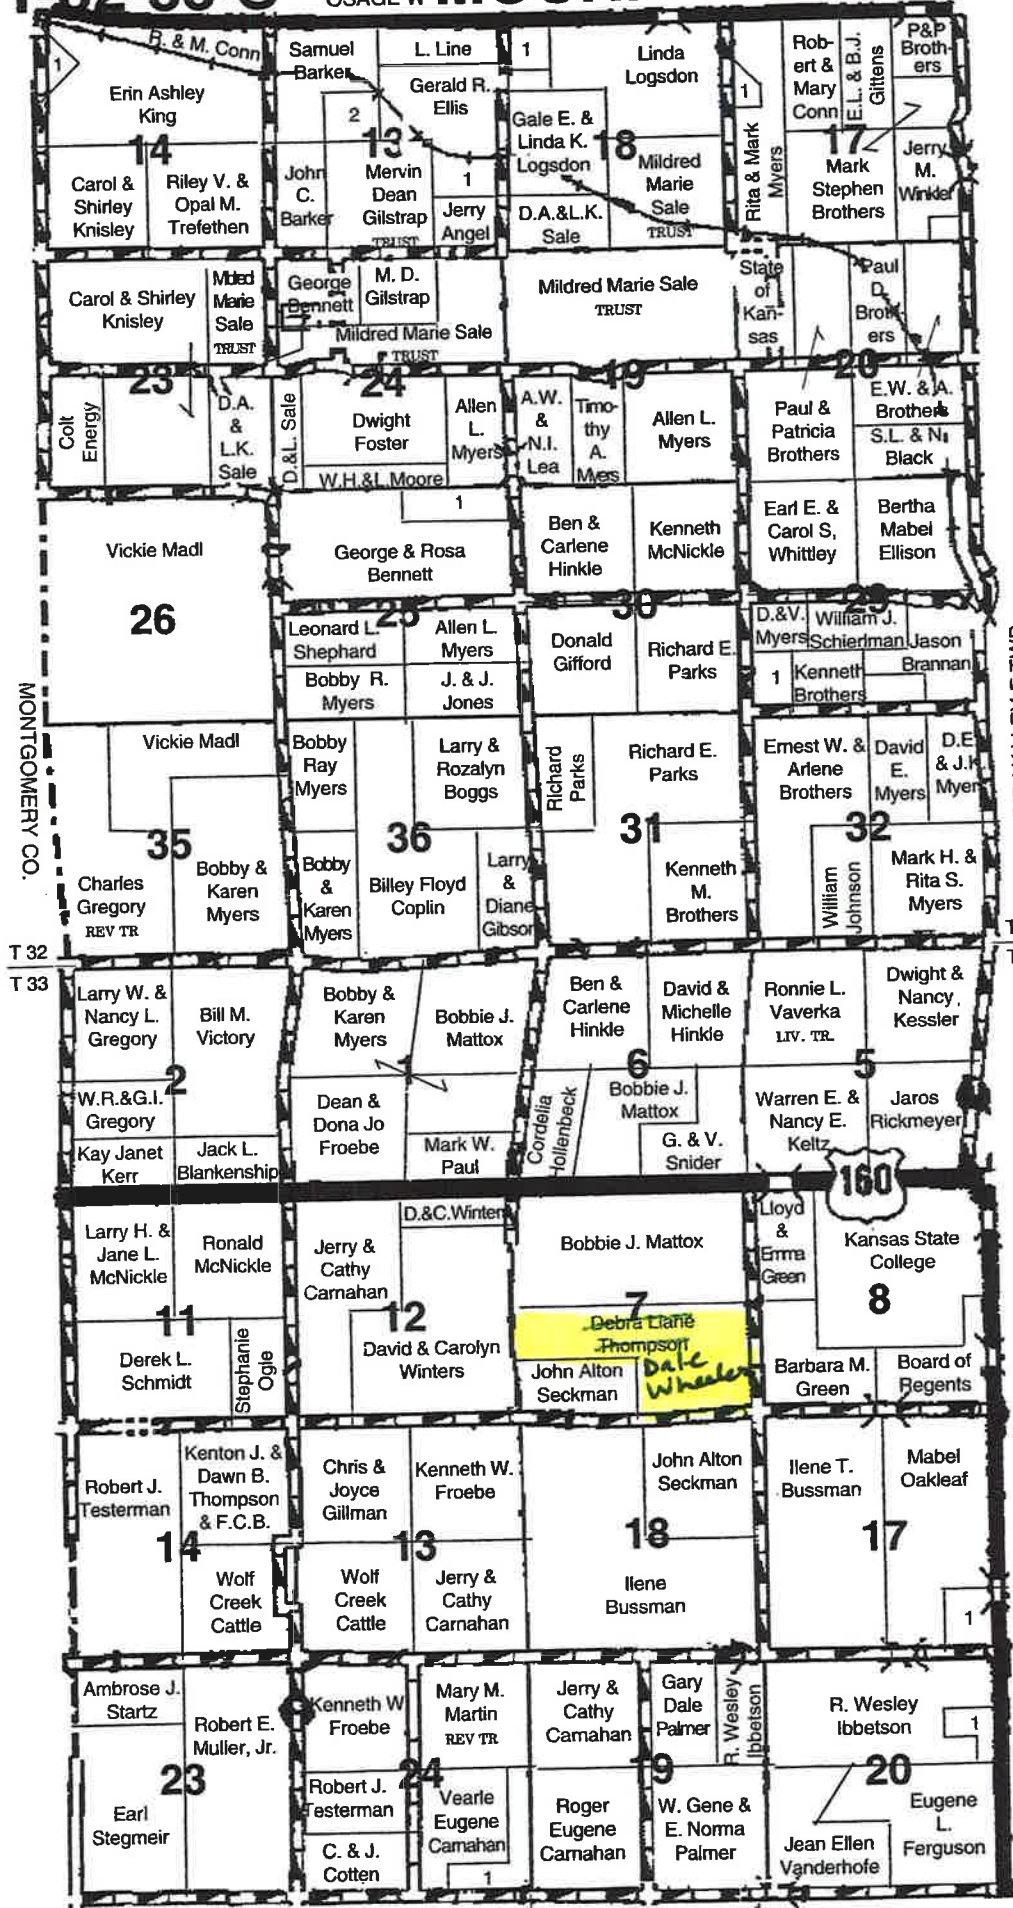 R. & M. Conn
1
Erin Ashley
King
14
Carol &
Shirley
Knisley
Riley V. &
Opal M.
Trefethen
Samuel
Barker
L. Line
Gerald R.
Ellis
2
13
John
C.
Barker
Mervin
Dean
Gilstrap
TRUST
1
Jerry
Angel
1
Linda
Logsdon
Gale E. &
Linda K.
Logsdon
18
Mildred
Marie
Sale
TRUST
D.A.&L.K.
Sale
1
Rita & Mark
Myers
Rob-
ert &
Mary
Conn
E.L. & B.J.
Gittens
P&P
Broth-
ers
17
Mark
Stephen
Brothers
Jerry
M.
Winkler
Carol & Shirley
Knisley
Marie
Sale
TRUST
23
Colt
Energy
D.A.
&
L.K.
Sale
George
Bennett
M. D.
Gilstrap
Mildred Marie Sale
TRUST
24
D.&L. Sale
Dwight
Foster
Allen
L.
Myers
W.H.&L.Moore
Mildred Marie Sale
TRUST
19
A.W.
&
N.I.
Lea
Timo-
thy
A.
Myers
Allen L.
Myers
State
of
Kan-
sas
Paul
D.
Broth-
ers
20
Paul &
Patricia
Brothers
E.W. & A.
Brothers
S.L. & N.
Black
Vickie Madl
26
1
George & Rosa
Bennett
25
Leonard L.
Shephard
Allen L.
Myers
Bobby R.
Myers
J. & J.
Jones
Ben &
Carlene
Hinkle
Kenneth
McNickle
30
Donald
Gifford
Richard E.
Parks
Earl E. &
Carol S,
Whittley
Bertha
Mabel
Ellison
29
D.&V.
Myers
William J.
Schierlman
Jason
Brannan
1
Kenneth
Brothers
MONTGOMERY CO.
Vickie Madl
35
Charles
Gregory
REV TR
Bobby &
Karen
Myers
Bobby
Ray
Myers
Larry &
Rozalyn
Boggs
36
Bobby
&
Karen
Myers
Billey Floyd
Coplin
Larry
&
Diane
Gibson
Richard
Parks
Richard E.
Parks
31
Kenneth
M.
Brothers
Ernest W. &
Arlene
Brothers
David
E.
Myers
D.E.
& J.K.
Myer
32
William
Johnson
Mark H. &
Rita S.
Myers
T 32
T 33
Larry W. &
Nancy L.
Gregory
Bill M.
Victory
2
W.R.&G.I.
Gregory
Kay Janet
Kerr
Jack L.
Blankenship
Bobby &
Karen
Myers
Bobbie J.
Mattox
1
Dean &
Dona Jo
Froebe
Mark W.
Paul
Ben &
Carlene
Hinkle
David &
Michelle
Hinkle
6
Cordelia
Hollenbeck
Bobbie J.
Mattox
G. & V.
Snider
Ronnie L.
Vaverka
LIV. TR.
Dwight &
Nancy
Kessler
5
Warren E. &
Nancy E.
Keltz
Jaros
Rickmeyer
160
Larry H. &
Jane L.
McNickle
Ronald
McNickle
11
Derek L.
Schmidt
Stephanie
Ogle
D.&C.Winters
Jerry &
Cathy
Carnahan
12
David & Carolyn
Winters
Bobbie J. Mattox
7
Debra Liane
Thompson
Dale
Wheeler
John Alton
Seckman
Lloyd
&
Emma
Green
Kansas State
College
8
Barbara M.
Green
Board of
Regents
Robert J.
Testerman
Kenton J. &
Dawn B.
Thompson
& F.C.B.
14
Wolf
Creek
Cattle
Chris &
Joyce
Gillman
Kenneth W.
Froebe
13
Wolf
Creek
Cattle
Jerry &
Cathy
Carnahan
John Alton
Seckman
18
Ilene
Bussman
Ilene T.
Bussman
Mabel
Oakleaf
17
1
Ambrose J.
Startz
Robert E.
Muller, Jr.
23
Earl
Stegmeir
Kenneth W
Froebe
Mary M.
Martin
REV TR
24
Robert J.
Testerman
Vearle
Eugene
Carnahan
C. & J.
Cotten
1
Jerry &
Cathy
Carnahan
Gary
Dale
Palmer
R. Wesley
Ibbetson
19
Roger
Eugene
Carnahan
W. Gene &
E. Norma
Palmer
R. Wesley
Ibbetson
1
20
Jean Ellen
Vanderhofe
Eugene
L.
Ferguson